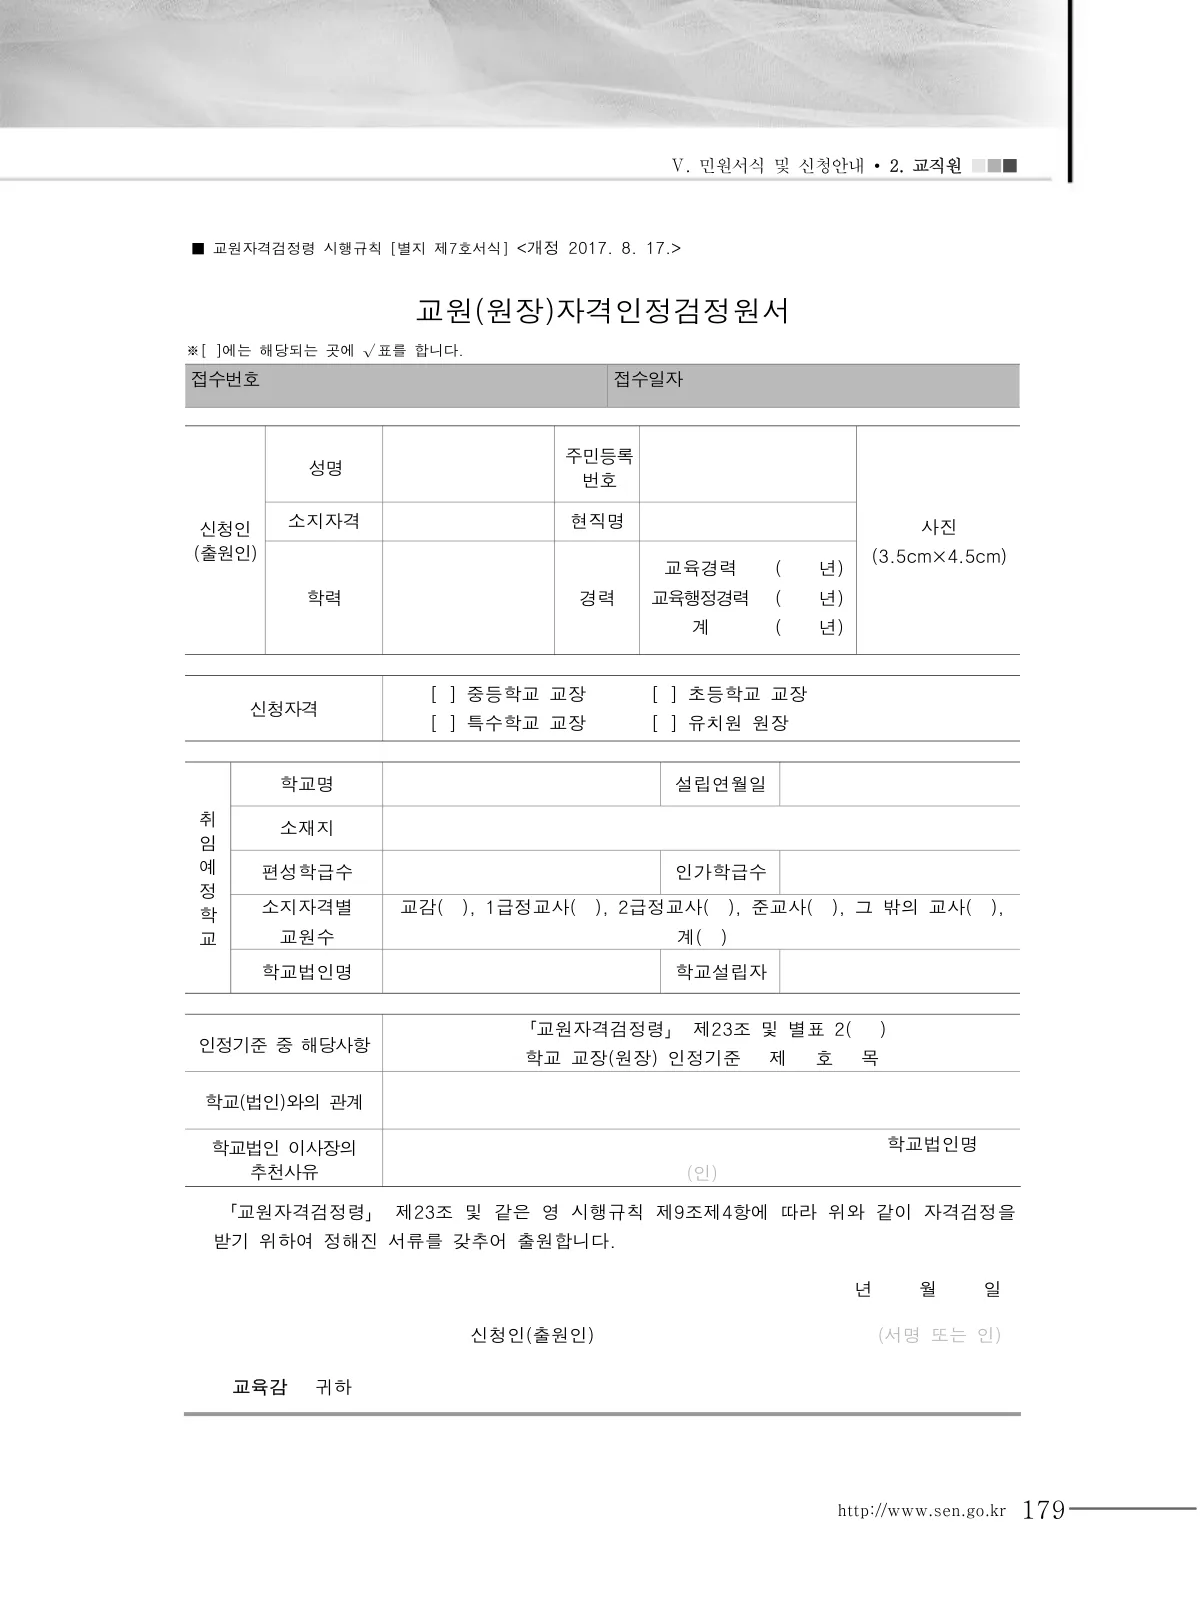 Ⅴ. 민원서식 및 신청안내 • 2. 교직원
■ 교원자격검정령 시행규칙 [별지 제7호서식] <개정 2017. 8. 17.>
교원(원장)자격인정검정원서
※[ ]에는 해당되는 곳에 √표를 합니다.
접수번호 접수일자
신청인
(출원인)
성명
주민등록
번호
사진
(3.5cm×4.5cm)
소지자격 현직명
학력 경력
교육경력 ( 년)
교육행정경력 ( 년)
계 ( 년)
신청자격
[ ] 중등학교 교장 [ ] 초등학교 교장
[ ] 특수학교 교장 [ ] 유치원 원장
취
임
예
정
학
교
학교명 설립연월일
소재지
편성학급수 인가학급수
소지자격별
교원수
교감( ), 1급정교사( ), 2급정교사( ), 준교사( ), 그 밖의 교사( ),
계( )
학교법인명 학교설립자
인정기준 중 해당사항
「교원자격검정령」 제23조 및 별표 2( )
학교 교장(원장) 인정기준 제 호 목
학교(법인)와의 관계
학교법인 이사장의
추천사유
학교법인명
(인)
「교원자격검정령」 제23조 및 같은 영 시행규칙 제9조제4항에 따라 위와 같이 자격검정을
받기 위하여 정해진 서류를 갖추어 출원합니다.
년 월 일
신청인(출원인) (서명 또는 인)
교육감 귀하
http://www.sen.go.kr 179